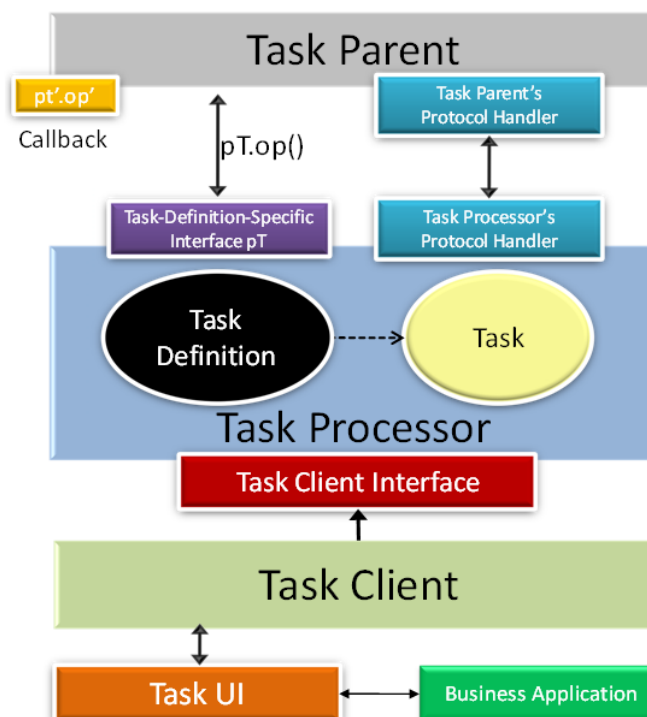 Task Parent
pt’.op’
Callback
Task Parent’s
Protocol Handler
pT.op()
Task-Definition-Specific
Interface pT
Task Processor’s
Protocol Handler
Task
Definition
Task
Task Processor
Task Client Interface
Task Client
Task UI
Business Application